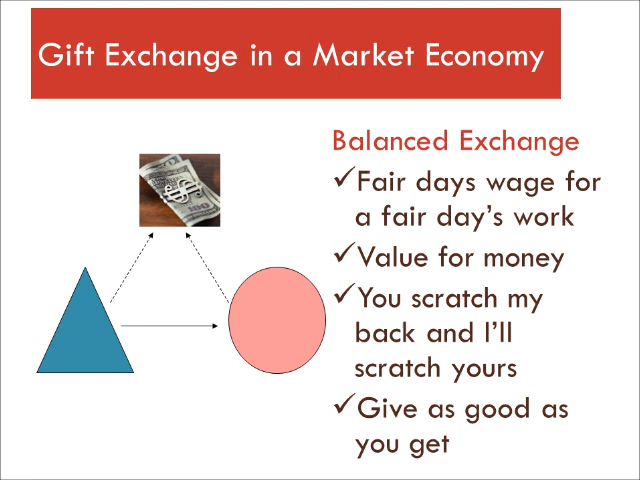 Gift Exchange in a Market Economy
Balanced Exchange
✓Fair days wage for
a fair day's work
✓Value for money
✓You scratch my
back and I'll
scratch yours
✓Give as good as
you get
100